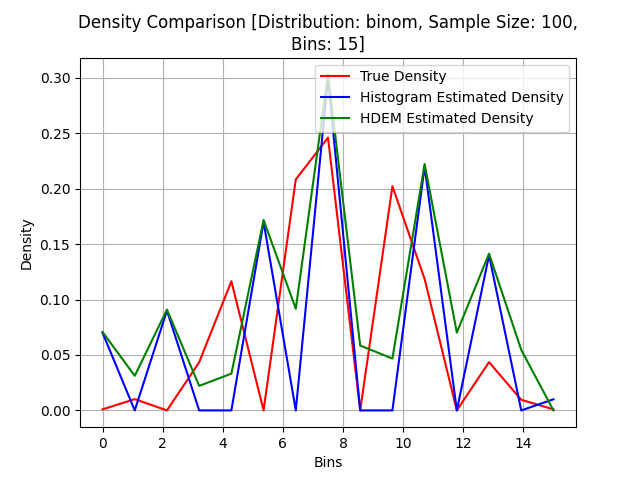 Density Comparison [Distribution: binom, Sample Size: 100,
Bins: 15]
True Density
Histogram Estimated Density
HDEM Estimated Density
0.30
0.25
0.20
0.15
0.10
0.05
0.00
Density
0 2 4 6 8 10 12 14
Bins